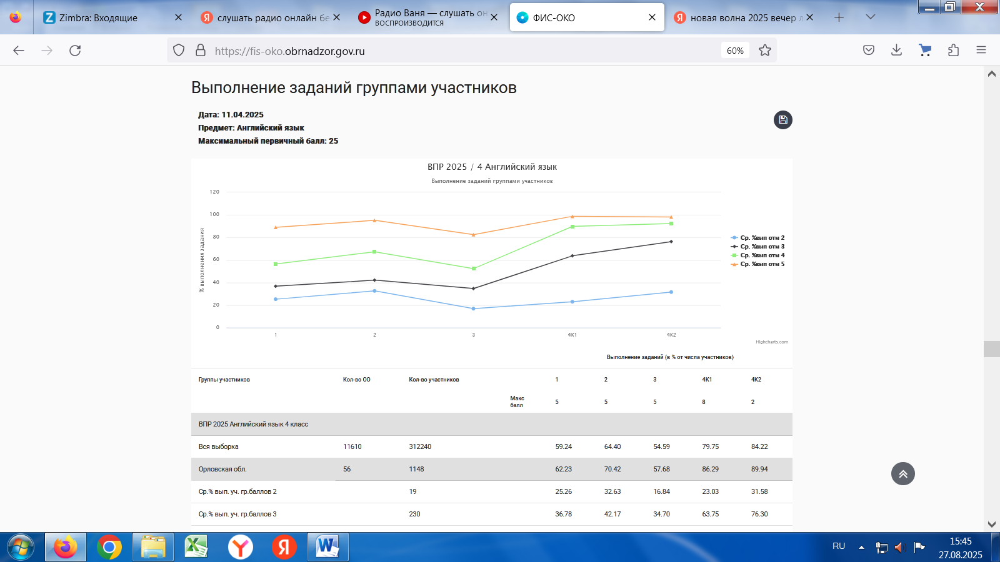 Zimbra: Входящие
слушать радио онлайн бе
Радио Ваня — слушать он
ВОСПРОИЗВОДИТСЯ
ФИС-ОКО
новая волна 2025 вечер л
https://fis-oko.obrnadzor.gov.ru
60%
Выполнение заданий группами участников
Дата: 11.04.2025
Предмет: Английский язык
Максимальный первичный балл: 25
ВПР 2025 / 4 Английский язык
Выполнение заданий группами участников
% выполнения задания
120
100
80
60
40
20
0
1 2 3 4К1 4К2
Ср. %вып отм 2
Ср. %вып отм 3
Ср. %вып отм 4
Ср. %вып отм 5
Highcharts.com
Выполнение заданий (в % от числа участников)
Группы участников Кол-во ОО Кол-во участников 1 2 3 4К1 4К2
Макс балл 5 5 5 8 2
ВПР 2025 Английский язык 4 класс
Вся выборка 11610 312240 59.24 64.40 54.59 79.75 84.22
Орловская обл. 56 1148 62.23 70.42 57.68 86.29 89.94
Ср.% вып. уч. гр.баллов 2 19 25.26 32.63 16.84 23.03 31.58
Ср.% вып. уч. гр.баллов 3 230 36.78 42.17 34.70 63.75 76.30
RU
15:45
27.08.2025